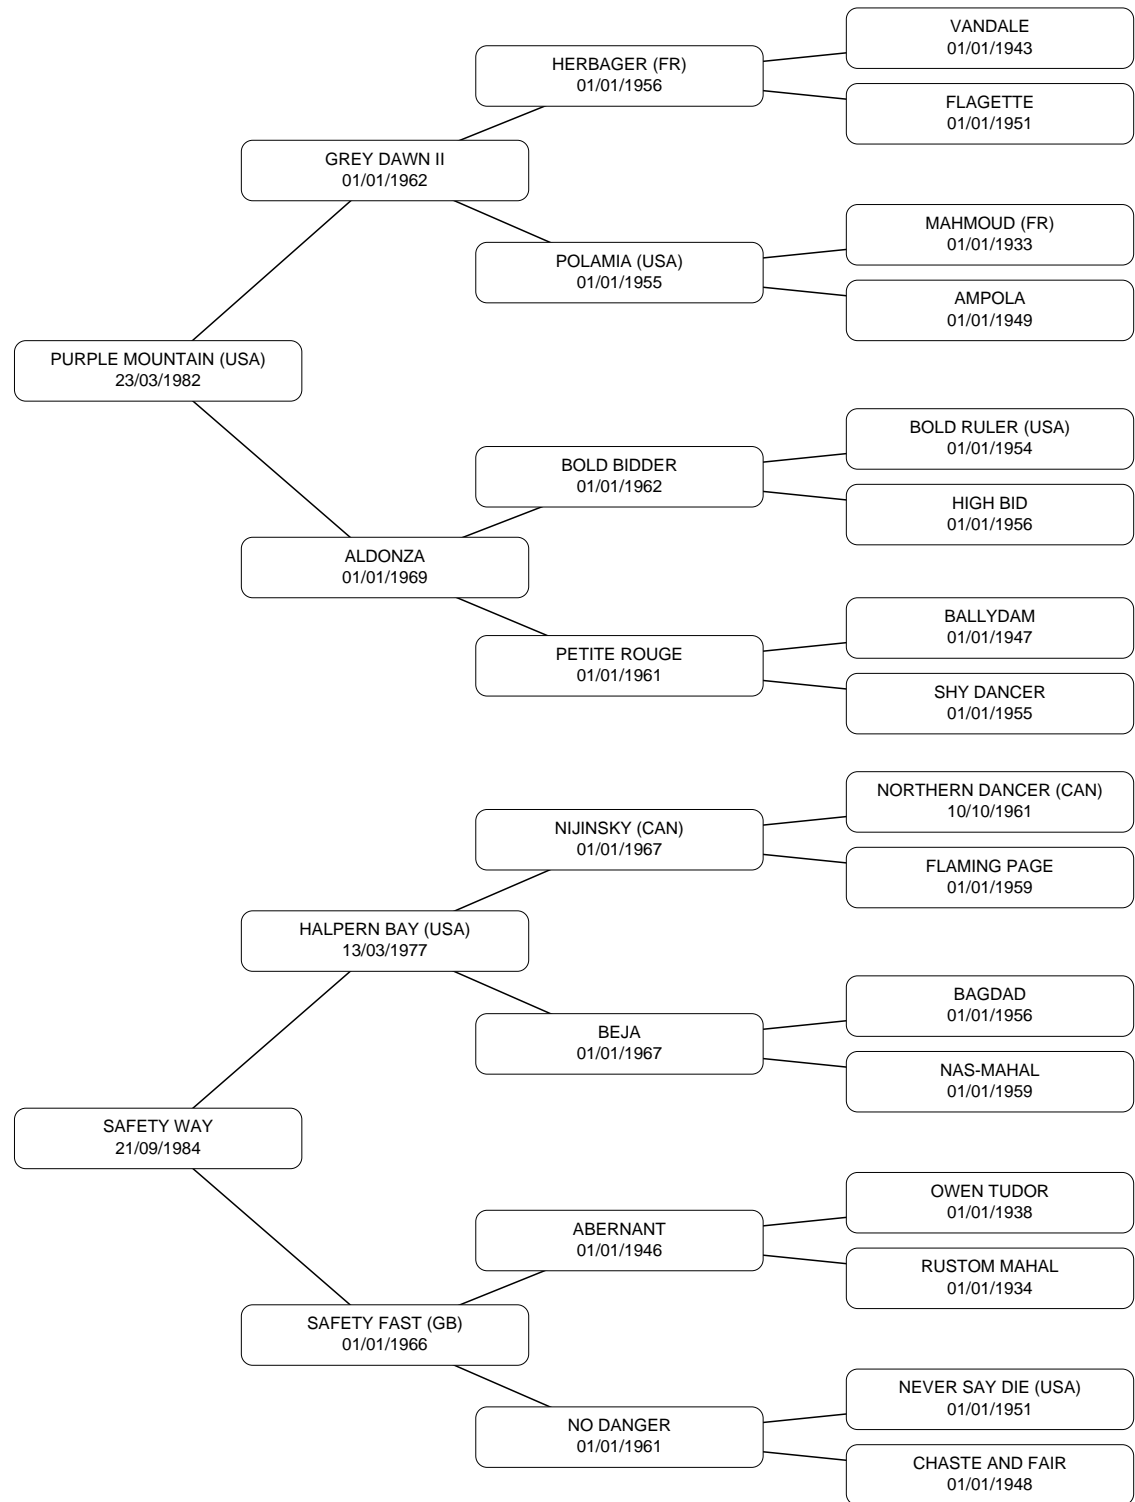 VANDALE
01/01/1943
HERBAGER (FR)
01/01/1956
FLAGETTE
01/01/1951
GREY DAWN II
01/01/1962
MAHMOUD (FR)
01/01/1933
POLAMIA (USA)
01/01/1955
AMPOLA
01/01/1949
PURPLE MOUNTAIN (USA)
23/03/1982
BOLD RULER (USA)
01/01/1954
BOLD BIDDER
01/01/1962
HIGH BID
01/01/1956
ALDONZA
01/01/1969
BALLYDAM
01/01/1947
PETITE ROUGE
01/01/1961
SHY DANCER
01/01/1955
NORTHERN DANCER (CAN)
10/10/1961
NIJINSKY (CAN)
01/01/1967
FLAMING PAGE
01/01/1959
HALPERN BAY (USA)
13/03/1977
BAGDAD
01/01/1956
BEJA
01/01/1967
NAS-MAHAL
01/01/1959
SAFETY WAY
21/09/1984
OWEN TUDOR
01/01/1938
ABERNANT
01/01/1946
RUSTOM MAHAL
01/01/1934
SAFETY FAST (GB)
01/01/1966
NEVER SAY DIE (USA)
01/01/1951
NO DANGER
01/01/1961
CHASTE AND FAIR
01/01/1948